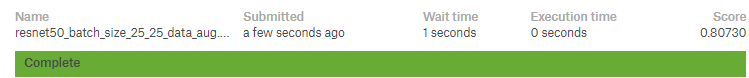 Name Submitted Wait time Execution time Score
resnet50_batch_size_25_25_data_aug.... a few seconds ago 1 seconds 0 seconds 0.80730
Complete